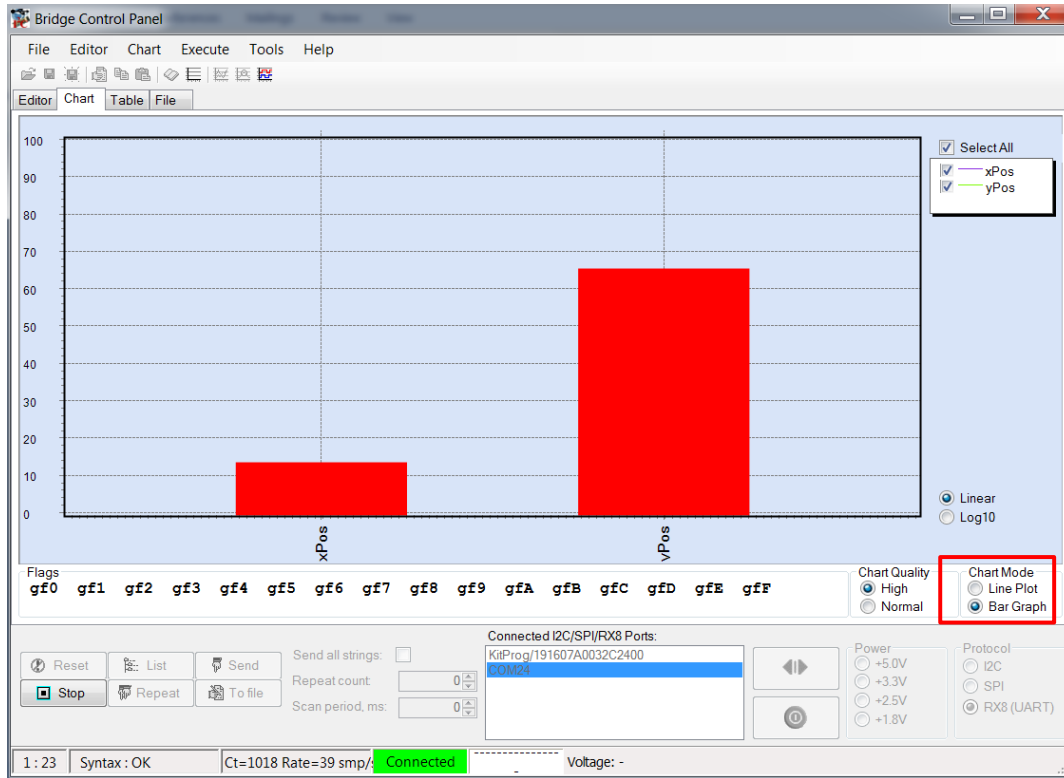 Bridge Control Panel
File Editor Chart Execute Tools Help
Editor Chart Table File
100
90
80
70
60
50
40
30
20
10
0
xPos
yPos
Select All
xPos
yPos
Linear
Log10
Flags
gf0 gf1 gf2 gf3 gf4 gf5 gf6 gf7 gf8 gf9 gfA gfB gfC gfD gfE gfF
Chart Quality
High
Normal
Chart Mode
Line Plot
Bar Graph
Reset List Send
Stop Repeat To file
Send all strings:
Repeat count: 0
Scan period, ms: 0
Connected I2C/SPI/RX8 Ports:
KitProg/191607A0032C2400
COM24
Power
+5.0V
+3.3V
+2.5V
+1.8V
Protocol
I2C
SPI
RX8 (UART)
1 : 23 Syntax : OK Ct=1018 Rate=39 smp/s Connected Voltage: -